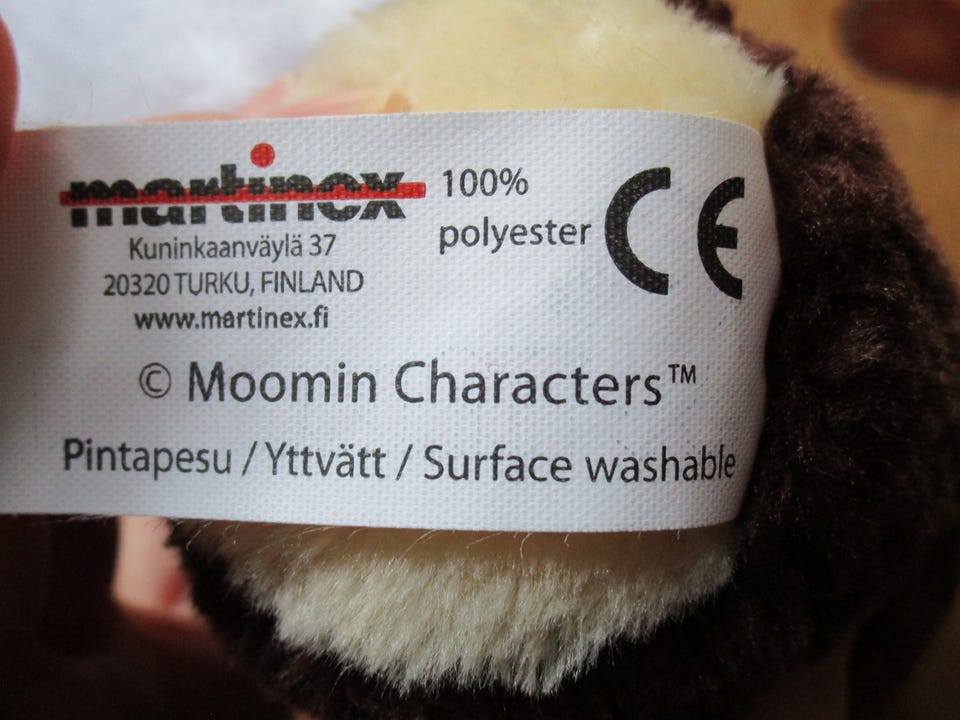 martinex
Kuninkaanväylä 37
20320 TURKU, FINLAND
www.martinex.fi
100%
polyester
CE
© Moomin Characters™
Pintapesu / Yttvätt / Surface washable